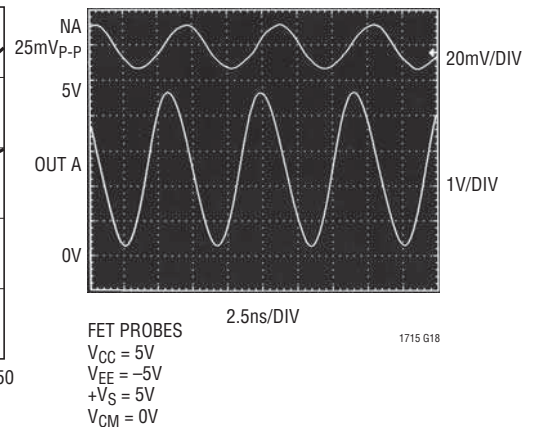 NA
25mVP-P
20mV/DIV
5V
OUT A
1V/DIV
0V
2.5ns/DIV
FET PROBES
VCC = 5V
VEE = –5V
+VS = 5V
VCM = 0V
1715 G18
50